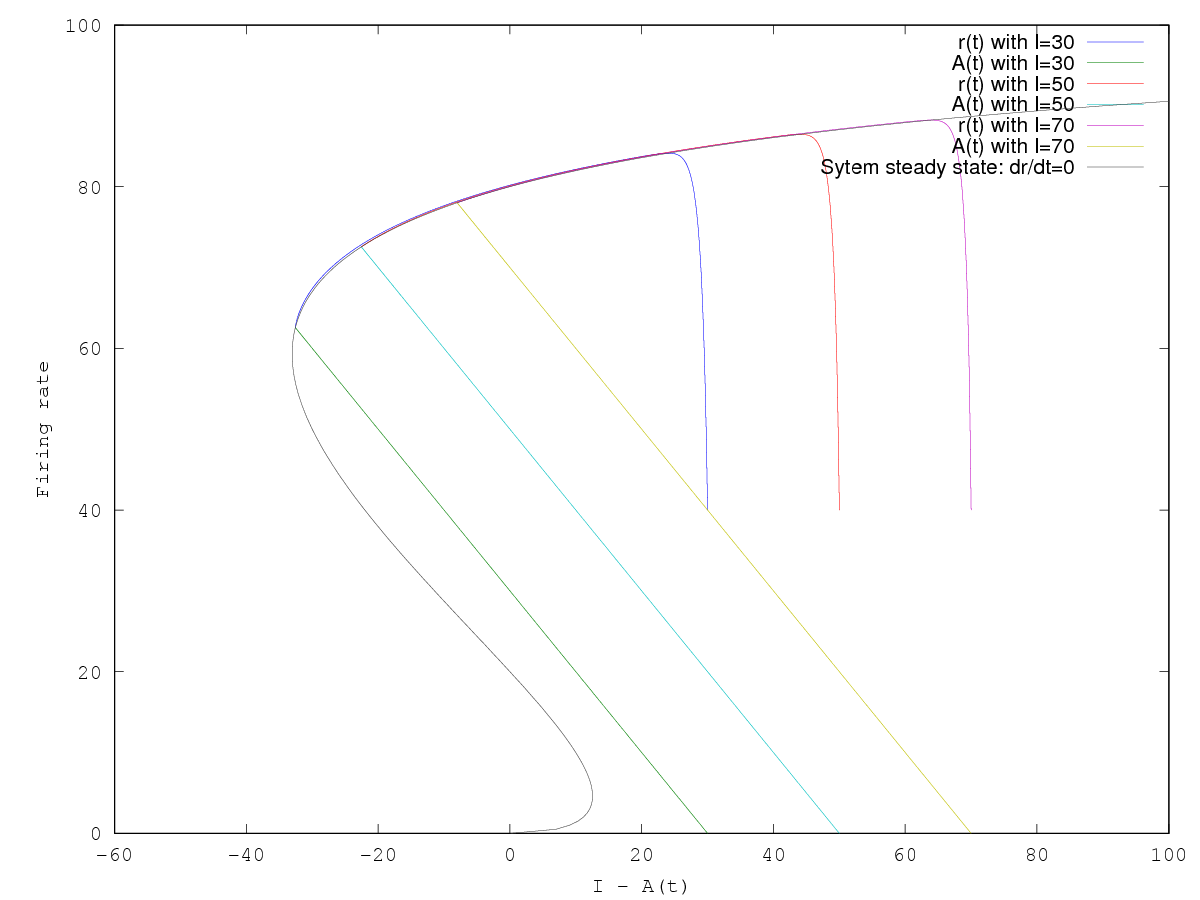 100
80
60
40
20
0
-60
-40
-20
0
20
40
60
80
100
Firing rate
I - A(t)
r(t) with I=30
A(t) with I=30
r(t) with I=50
A(t) with I=50
r(t) with I=70
A(t) with I=70
Sytem steady state: dr/dt=0